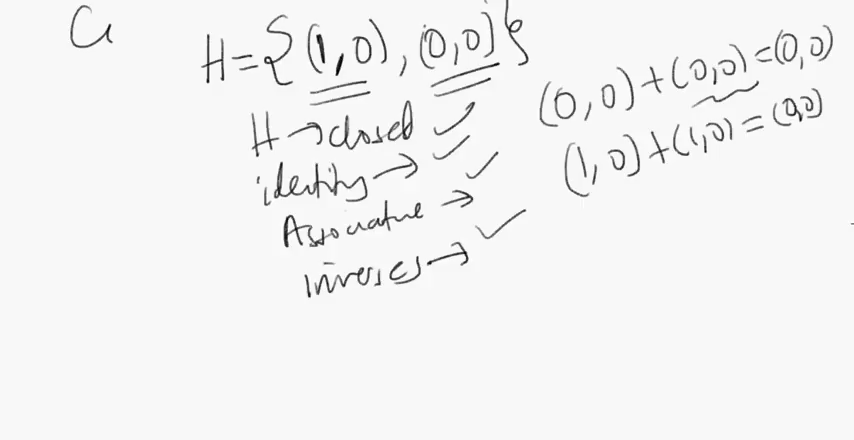 G
H={(1,0),(0,0)}
H→closed ✓
identity→ ✓
Associative→ ✓
inverses→ ✓
(0,0)+(0,0)=(0,0)
(1,0)+(1,0)=(0,0)